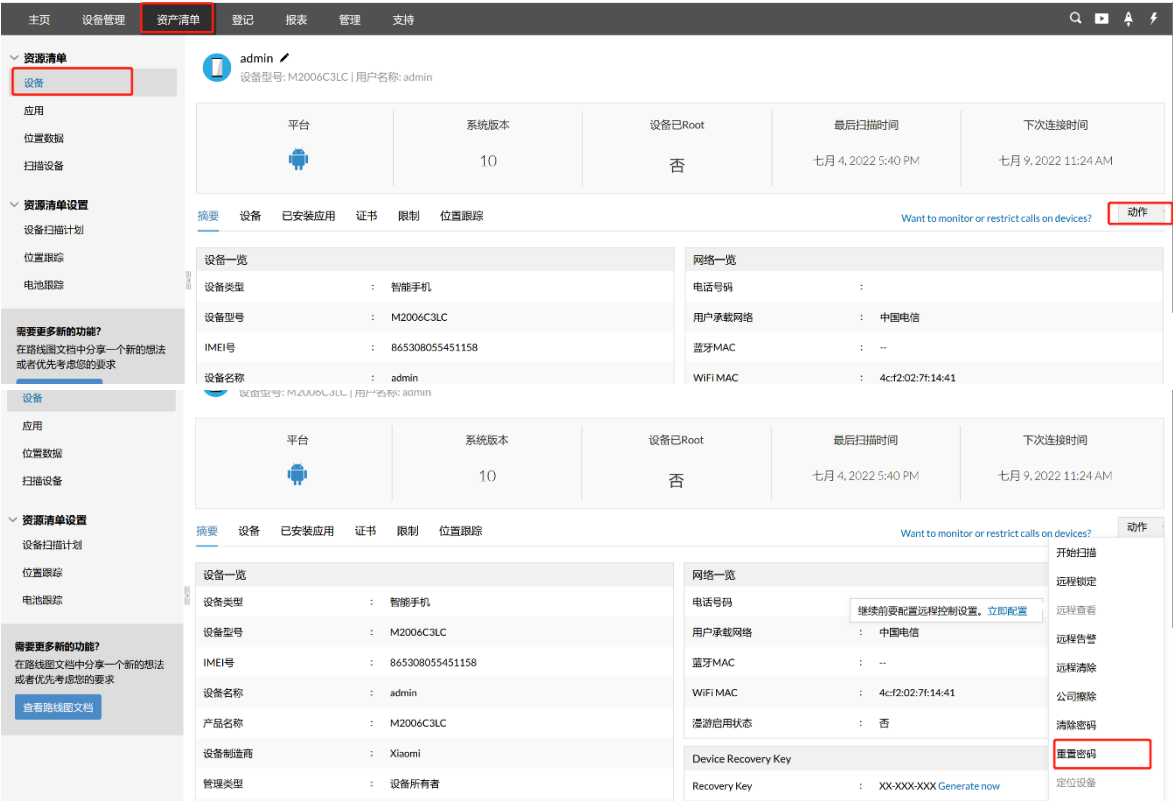 主页 设备管理 资产清单 登记 报表 管理 支持
资源清单
设备
应用
位置数据
扫描设备
资源清单设置
设备扫描计划
位置跟踪
电池跟踪
需要更多新的功能?
在路线图文档中分享一个新的想法
或者优先考虑您的要求
admin
设备型号: M2006C3LC | 用户名称: admin
平台 系统版本 设备已Root 最后扫描时间 下次连接时间
10 否 七月 4, 2022 5:40 PM 七月 9, 2022 11:24 AM
摘要 设备 已安装应用 证书 限制 位置跟踪 Want to monitor or restrict calls on devices? 动作
设备一览 网络一览
设备类型 : 智能手机 电话号码 :
设备型号 : M2006C3LC 用户承载网络 : 中国电信
IMEI号 : 865308055451158 蓝牙MAC : --
设备名称 : admin WiFi MAC : 4c:f2:02:7f:14:41
设备
应用
位置数据
扫描设备
资源清单设置
设备扫描计划
位置跟踪
电池跟踪
需要更多新的功能?
在路线图文档中分享一个新的想法
或者优先考虑您的要求
查看路线图文档
设备型号: M2006C3LC | 用户名称: admin
平台 系统版本 设备已Root 最后扫描时间 下次连接时间
10 否 七月 4, 2022 5:40 PM 七月 9, 2022 11:24 AM
摘要 设备 已安装应用 证书 限制 位置跟踪 Want to monitor or restrict calls on devices? 动作
设备一览 网络一览
设备类型 : 智能手机 电话号码
继续前要配置远程控制设置。立即配置
设备型号 : M2006C3LC 用户承载网络 : 中国电信
IMEI号 : 865308055451158 蓝牙MAC : --
设备名称 : admin WiFi MAC : 4c:f2:02:7f:14:41
产品名称 : M2006C3LC 漫游启用状态 : 否
设备制造商 : Xiaomi Device Recovery Key
管理类型 : 设备所有者 Recovery Key : XX-XXX-XXX Generate now
开始扫描
远程锁定
远程查看
远程告警
远程清除
公司擦除
清除密码
重置密码
定位设备